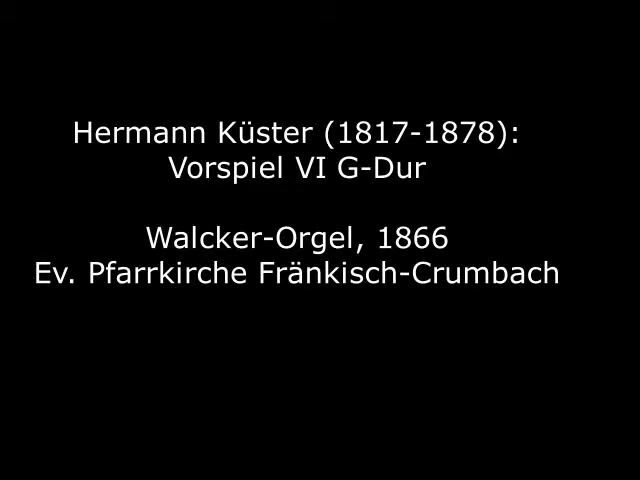 Hermann Küster (1817-1878):
Vorspiel VI G-Dur
Walcker-Orgel, 1866
Ev. Pfarrkirche Fränkisch-Crumbach